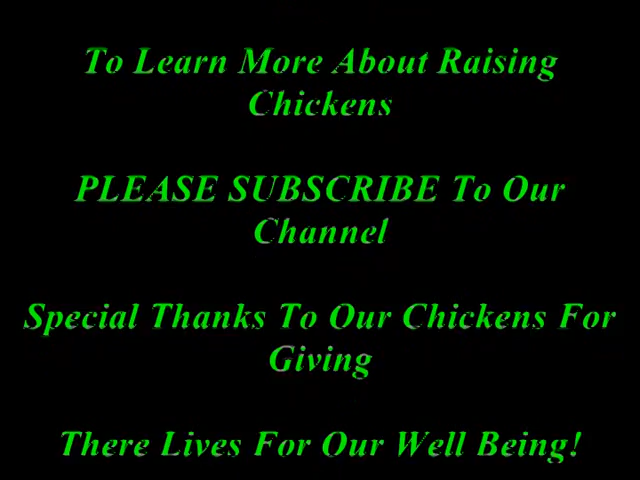 To Learn More About Raising
Chickens
PLEASE SUBSCRIBE To Our
Channel
Special Thanks To Our Chickens For
Giving
There Lives For Our Well Being!